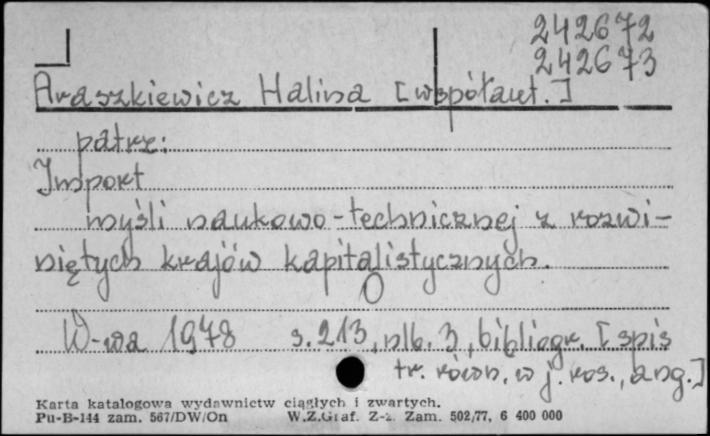 242672
242673
Araszkiewicz Halina [współaut.]
patrz:
Import
myśli naukowo-technicznej z rozwi-
niętych krajów kapitalistycznych.
W-wa 1978 s. 213, nlb. 3, bibliogr. [spis
tr. równ. w j. ros., ang.]
Karta katalogowa wydawnictw ciągłych i zwartych.
Pu-B-144 zam. 567/DW/On W.Z.Graf. Z-2. Zam. 502/77, 6 400 000